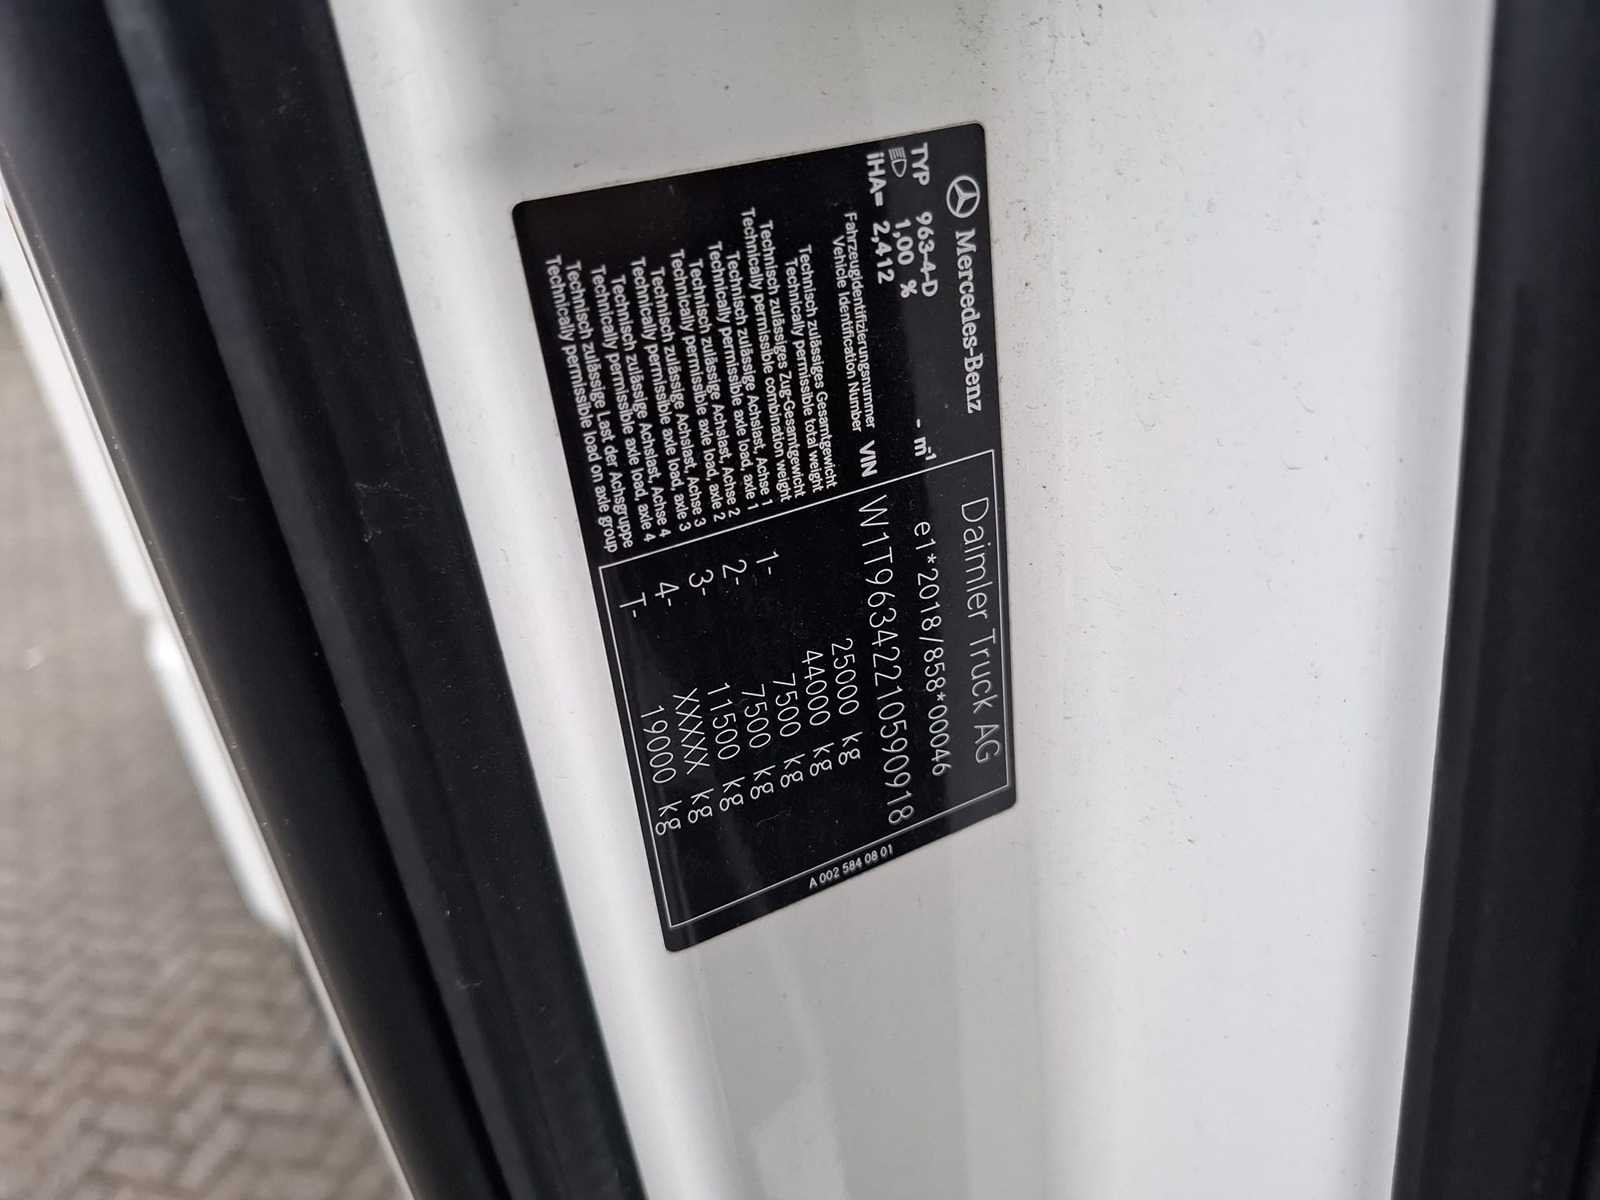 Mercedes-Benz
Daimler Truck AG
TYP 963-4-D - m⁻¹ e1*2018/858*00046
1,00 %
iHA= 2,412
Fahrzeugidentifizierungsnummer
Vehicle Identification Number
VIN W1T96342210590918
Technisch zulässiges Gesamtgewicht
Technically permissible total weight
25000 kg
Technisch zulässiges Zug-Gesamtgewicht
Technically permissible combination weight
44000 kg
Technisch zulässige Achslast, Achse 1
Technically permissible axle load, axle 1
1- 7500 kg
Technisch zulässige Achslast, Achse 2
Technically permissible axle load, axle 2
2- 7500 kg
Technisch zulässige Achslast, Achse 3
Technically permissible axle load, axle 3
3- 11500 kg
Technisch zulässige Achslast, Achse 4
Technically permissible axle load, axle 4
4- XXXXX kg
Technisch zulässige Last der Achsgruppe
Technically permissible load on axle group
T- 19000 kg
A 002 584 08 01